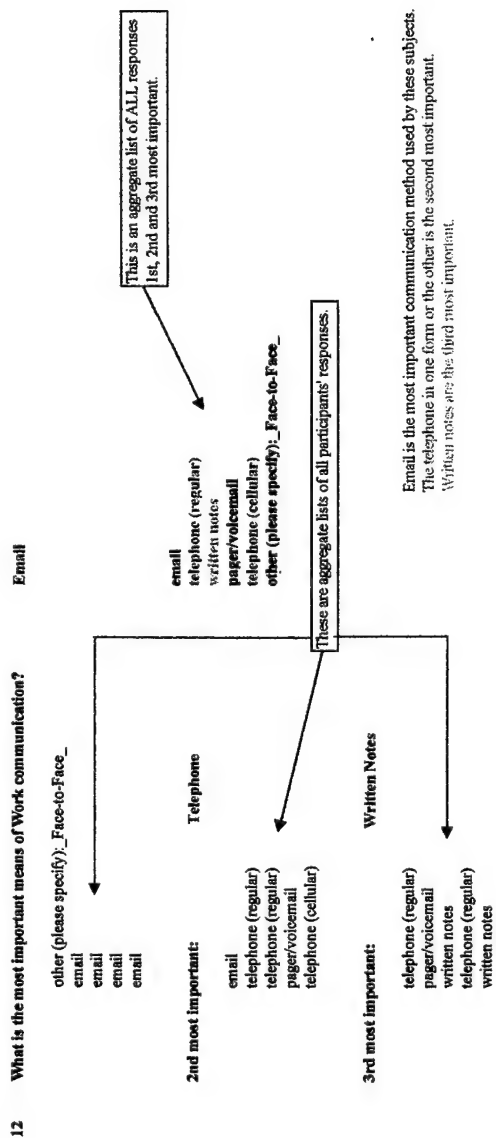 12 What is the most important means of Work communication? Email
other (please specify):_Face-to-Face_
email
email
email
email
2nd most important: Telephone
email
telephone (regular)
telephone (regular)
pager/voicemail
telephone (cellular)
3rd most important: Written Notes
telephone (regular)
pager/voicemail
written notes
telephone (regular)
written notes
email
telephone (regular)
written notes
pager/voicemail
telephone (cellular)
other (please specify):_Face-to-Face_
This is an aggregate list of ALL responses
1st, 2nd and 3rd most important.
These are aggregate lists of all participants' responses.
Email is the most important communication method used by these subjects.
The telephone in one form or the other is the second most important.
Written notes are the third most important.